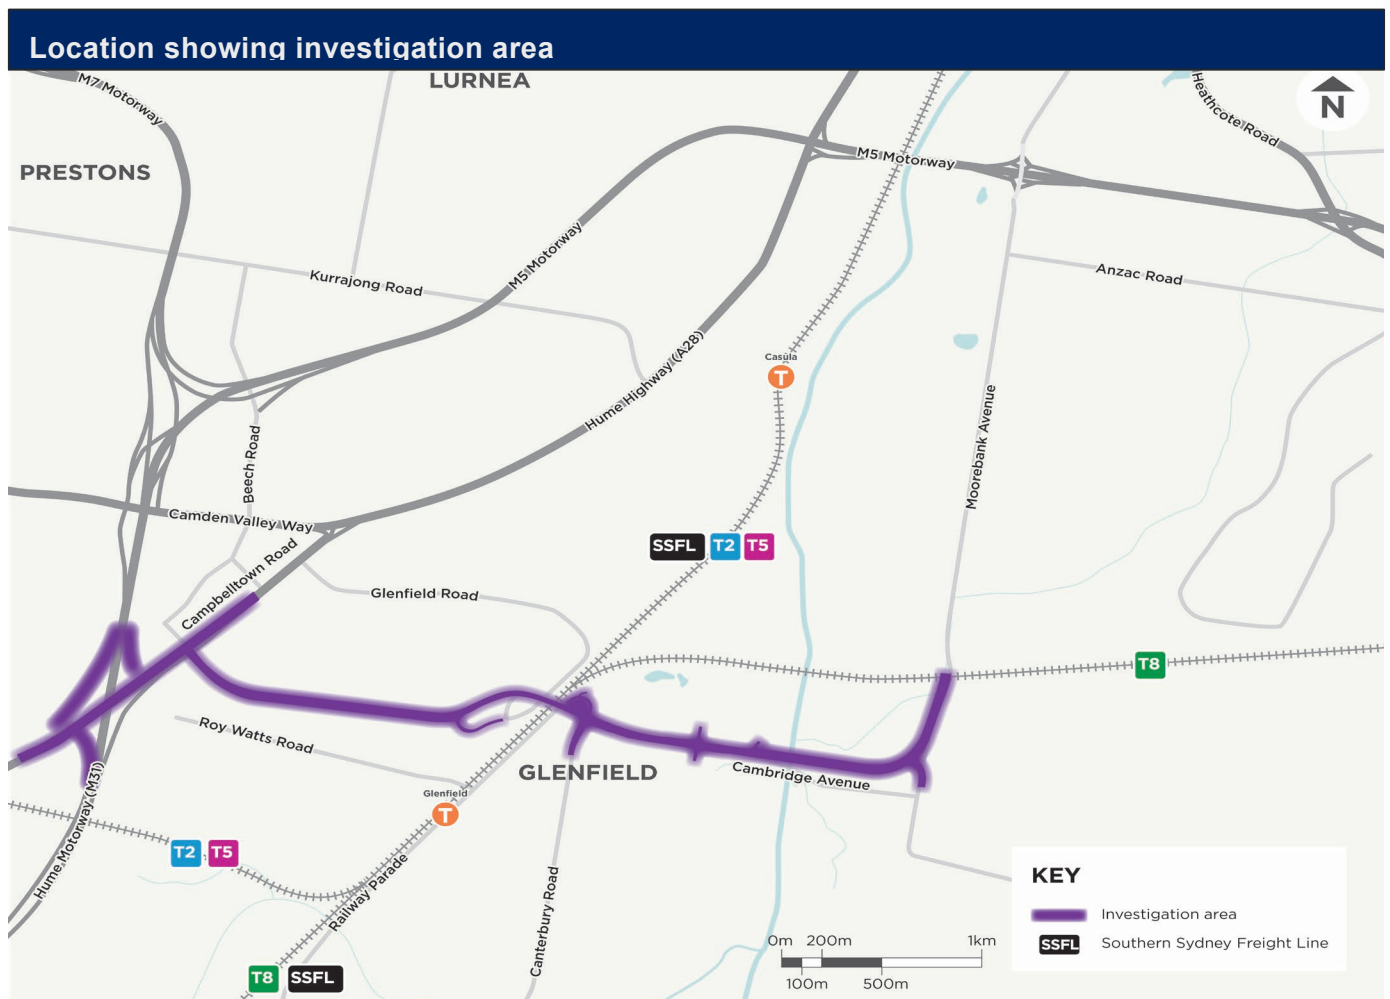 Location showing investigation area
LURNEA
M7 Motorway
Heathcote Road
N
PRESTONS
M5 Motorway
M5 Motorway
Kurrajong Road
Anzac Road
Hume Highway (A28)
Casula
T
Moorebank Avenue
Beech Road
Camden Valley Way
Campbelltown Road
SSFL T2 T5
Glenfield Road
T8
Roy Watts Road
GLENFIELD
Cambridge Avenue
Glenfield
T
Hume Motorway (M31)
T2 T5
Railway Parade
Canterbury Road
T8 SSFL
KEY
Investigation area
SSFL Southern Sydney Freight Line
0m 200m 1km
100m 500m